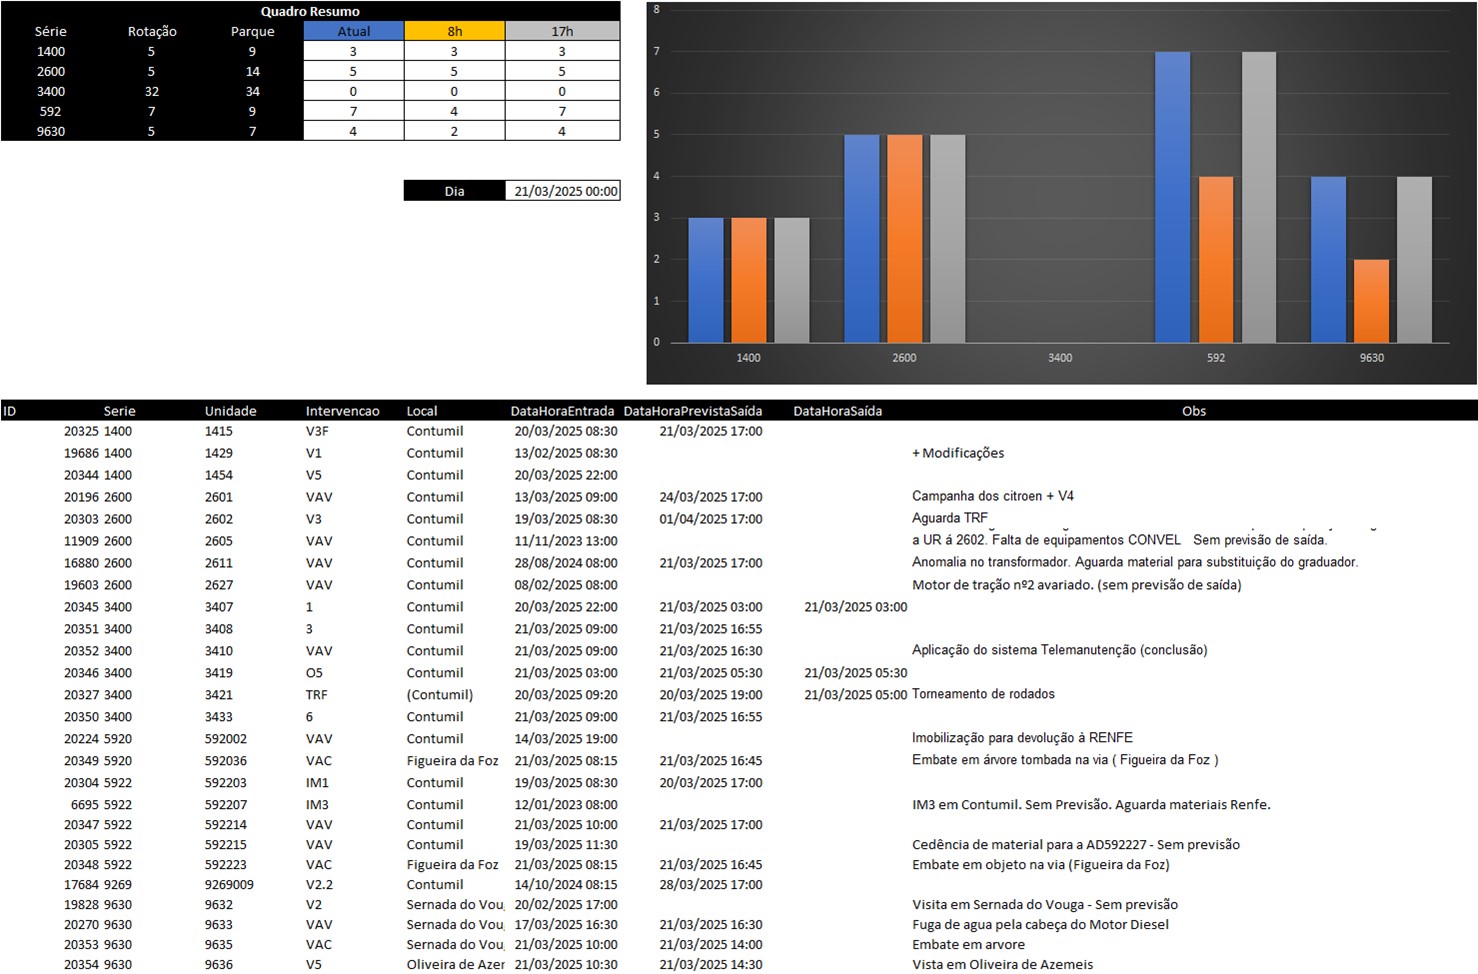 Quadro Resumo
Série Rotação Parque Atual 8h 17h
1400 5 9 3 3 3
2600 5 14 5 5 5
3400 32 34 0 0 0
592 7 9 7 4 7
9630 5 7 4 2 4
Dia 21/03/2025 00:00
8
7
6
5
4
3
2
1
0
1400 2600 3400 592 9630
ID Serie Unidade Intervencao Local DataHoraEntrada DataHoraPrevistaSaída DataHoraSaída Obs
20325 1400 1415 V3F Contumil 20/03/2025 08:30 21/03/2025 17:00
19686 1400 1429 V1 Contumil 13/02/2025 08:30 + Modificações
20344 1400 1454 V5 Contumil 20/03/2025 22:00
20196 2600 2601 VAV Contumil 13/03/2025 09:00 24/03/2025 17:00 Campanha dos citroen + V4
20303 2600 2602 V3 Contumil 19/03/2025 08:30 01/04/2025 17:00 Aguarda TRF
11909 2600 2605 VAV Contumil 11/11/2023 13:00 a UR á 2602. Falta de equipamentos CONVEL Sem previsão de saída.
16880 2600 2611 VAV Contumil 28/08/2024 08:00 21/03/2025 17:00 Anomalia no transformador. Aguarda material para substituição do graduador.
19603 2600 2627 VAV Contumil 08/02/2025 08:00 Motor de tração nº2 avariado. (sem previsão de saída)
20345 3400 3407 1 Contumil 20/03/2025 22:00 21/03/2025 03:00 21/03/2025 03:00
20351 3400 3408 3 Contumil 21/03/2025 09:00 21/03/2025 16:55
20352 3400 3410 VAV Contumil 21/03/2025 09:00 21/03/2025 16:30 Aplicação do sistema Telemanutenção (conclusão)
20346 3400 3419 O5 Contumil 21/03/2025 03:00 21/03/2025 05:30 21/03/2025 05:30
20327 3400 3421 TRF (Contumil) 20/03/2025 09:20 20/03/2025 19:00 21/03/2025 05:00 Torneamento de rodados
20350 3400 3433 6 Contumil 21/03/2025 09:00 21/03/2025 16:55
20224 5920 592002 VAV Contumil 14/03/2025 19:00 Imobilização para devolução à RENFE
20349 5920 592036 VAC Figueira da Foz 21/03/2025 08:15 21/03/2025 16:45 Embate em árvore tombada na via ( Figueira da Foz )
20304 5922 592203 IM1 Contumil 19/03/2025 08:30 20/03/2025 17:00
6695 5922 592207 IM3 Contumil 12/01/2023 08:00 IM3 em Contumil. Sem Previsão. Aguarda materiais Renfe.
20347 5922 592214 VAV Contumil 21/03/2025 10:00 21/03/2025 17:00
20305 5922 592215 VAV Contumil 19/03/2025 11:30 Cedência de material para a AD592227 - Sem previsão
20348 5922 592223 VAC Figueira da Foz 21/03/2025 08:15 21/03/2025 16:45 Embate em objeto na via (Figueira da Foz)
17684 9269 9269009 V2.2 Contumil 14/10/2024 08:15 28/03/2025 17:00
19828 9630 9632 V2 Sernada do Vou 20/02/2025 17:00 Visita em Sernada do Vouga - Sem previsão
20270 9630 9633 VAV Sernada do Vou 17/03/2025 16:30 21/03/2025 16:30 Fuga de agua pela cabeça do Motor Diesel
20353 9630 9635 VAC Sernada do Vou 21/03/2025 10:00 21/03/2025 14:00 Embate em arvore
20354 9630 9636 V5 Oliveira de Azer 21/03/2025 10:30 21/03/2025 14:30 Vista em Oliveira de Azemeis